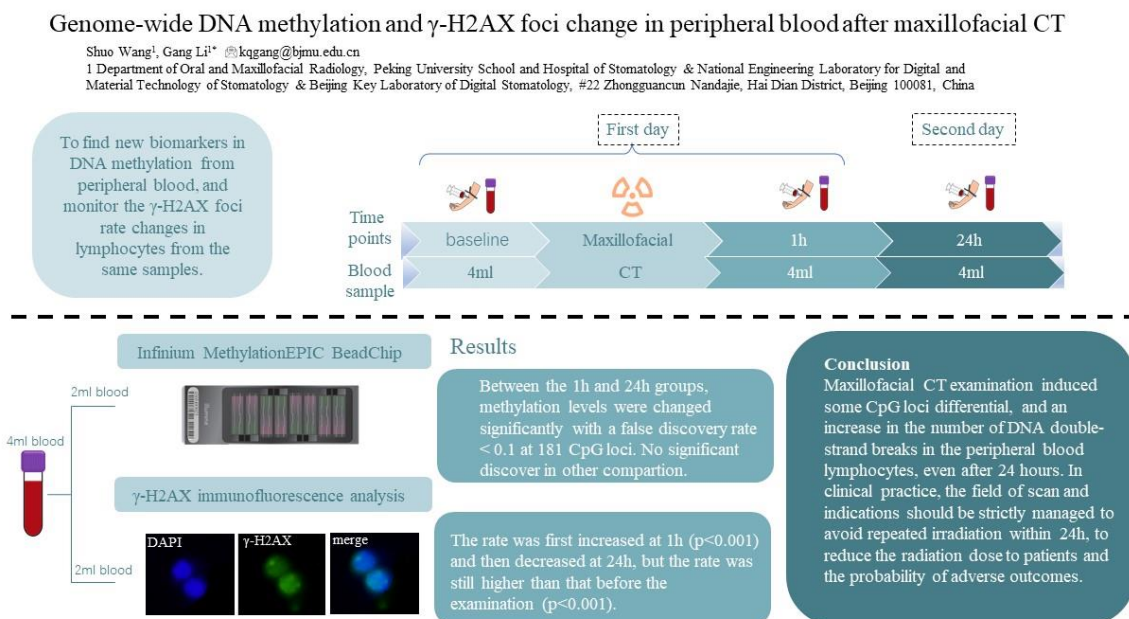 Genome-wide DNA methylation and γ-H2AX foci change in peripheral blood after maxillofacial CT
Shuo Wang¹, Gang Li¹* kqgang@bjmu.edu.cn
1 Department of Oral and Maxillofacial Radiology, Peking University School and Hospital of Stomatology & National Engineering Laboratory for Digital and
Material Technology of Stomatology & Beijing Key Laboratory of Digital Stomatology, #22 Zhongguancun Nandajie, Hai Dian District, Beijing 100081, China
To find new biomarkers in
DNA methylation from
peripheral blood, and
monitor the γ-H2AX foci
rate changes in
lymphocytes from the
same samples.
First day
Second day
Time
points
baseline
Maxillofacial
1h
24h
Blood
sample
4ml
CT
4ml
4ml
4ml blood
2ml blood
2ml blood
Infinium MethylationEPIC BeadChip
γ-H2AX immunofluorescence analysis
DAPI
γ-H2AX
merge
Results
Between the 1h and 24h groups,
methylation levels were changed
significantly with a false discovery rate
< 0.1 at 181 CpG loci. No significant
discover in other compartion.
The rate was first increased at 1h (p<0.001)
and then decreased at 24h, but the rate was
still higher than that before the
examination (p<0.001).
Conclusion
Maxillofacial CT examination induced
some CpG loci differential, and an
increase in the number of DNA double-
strand breaks in the peripheral blood
lymphocytes, even after 24 hours. In
clinical practice, the field of scan and
indications should be strictly managed to
avoid repeated irradiation within 24h, to
reduce the radiation dose to patients and
the probability of adverse outcomes.